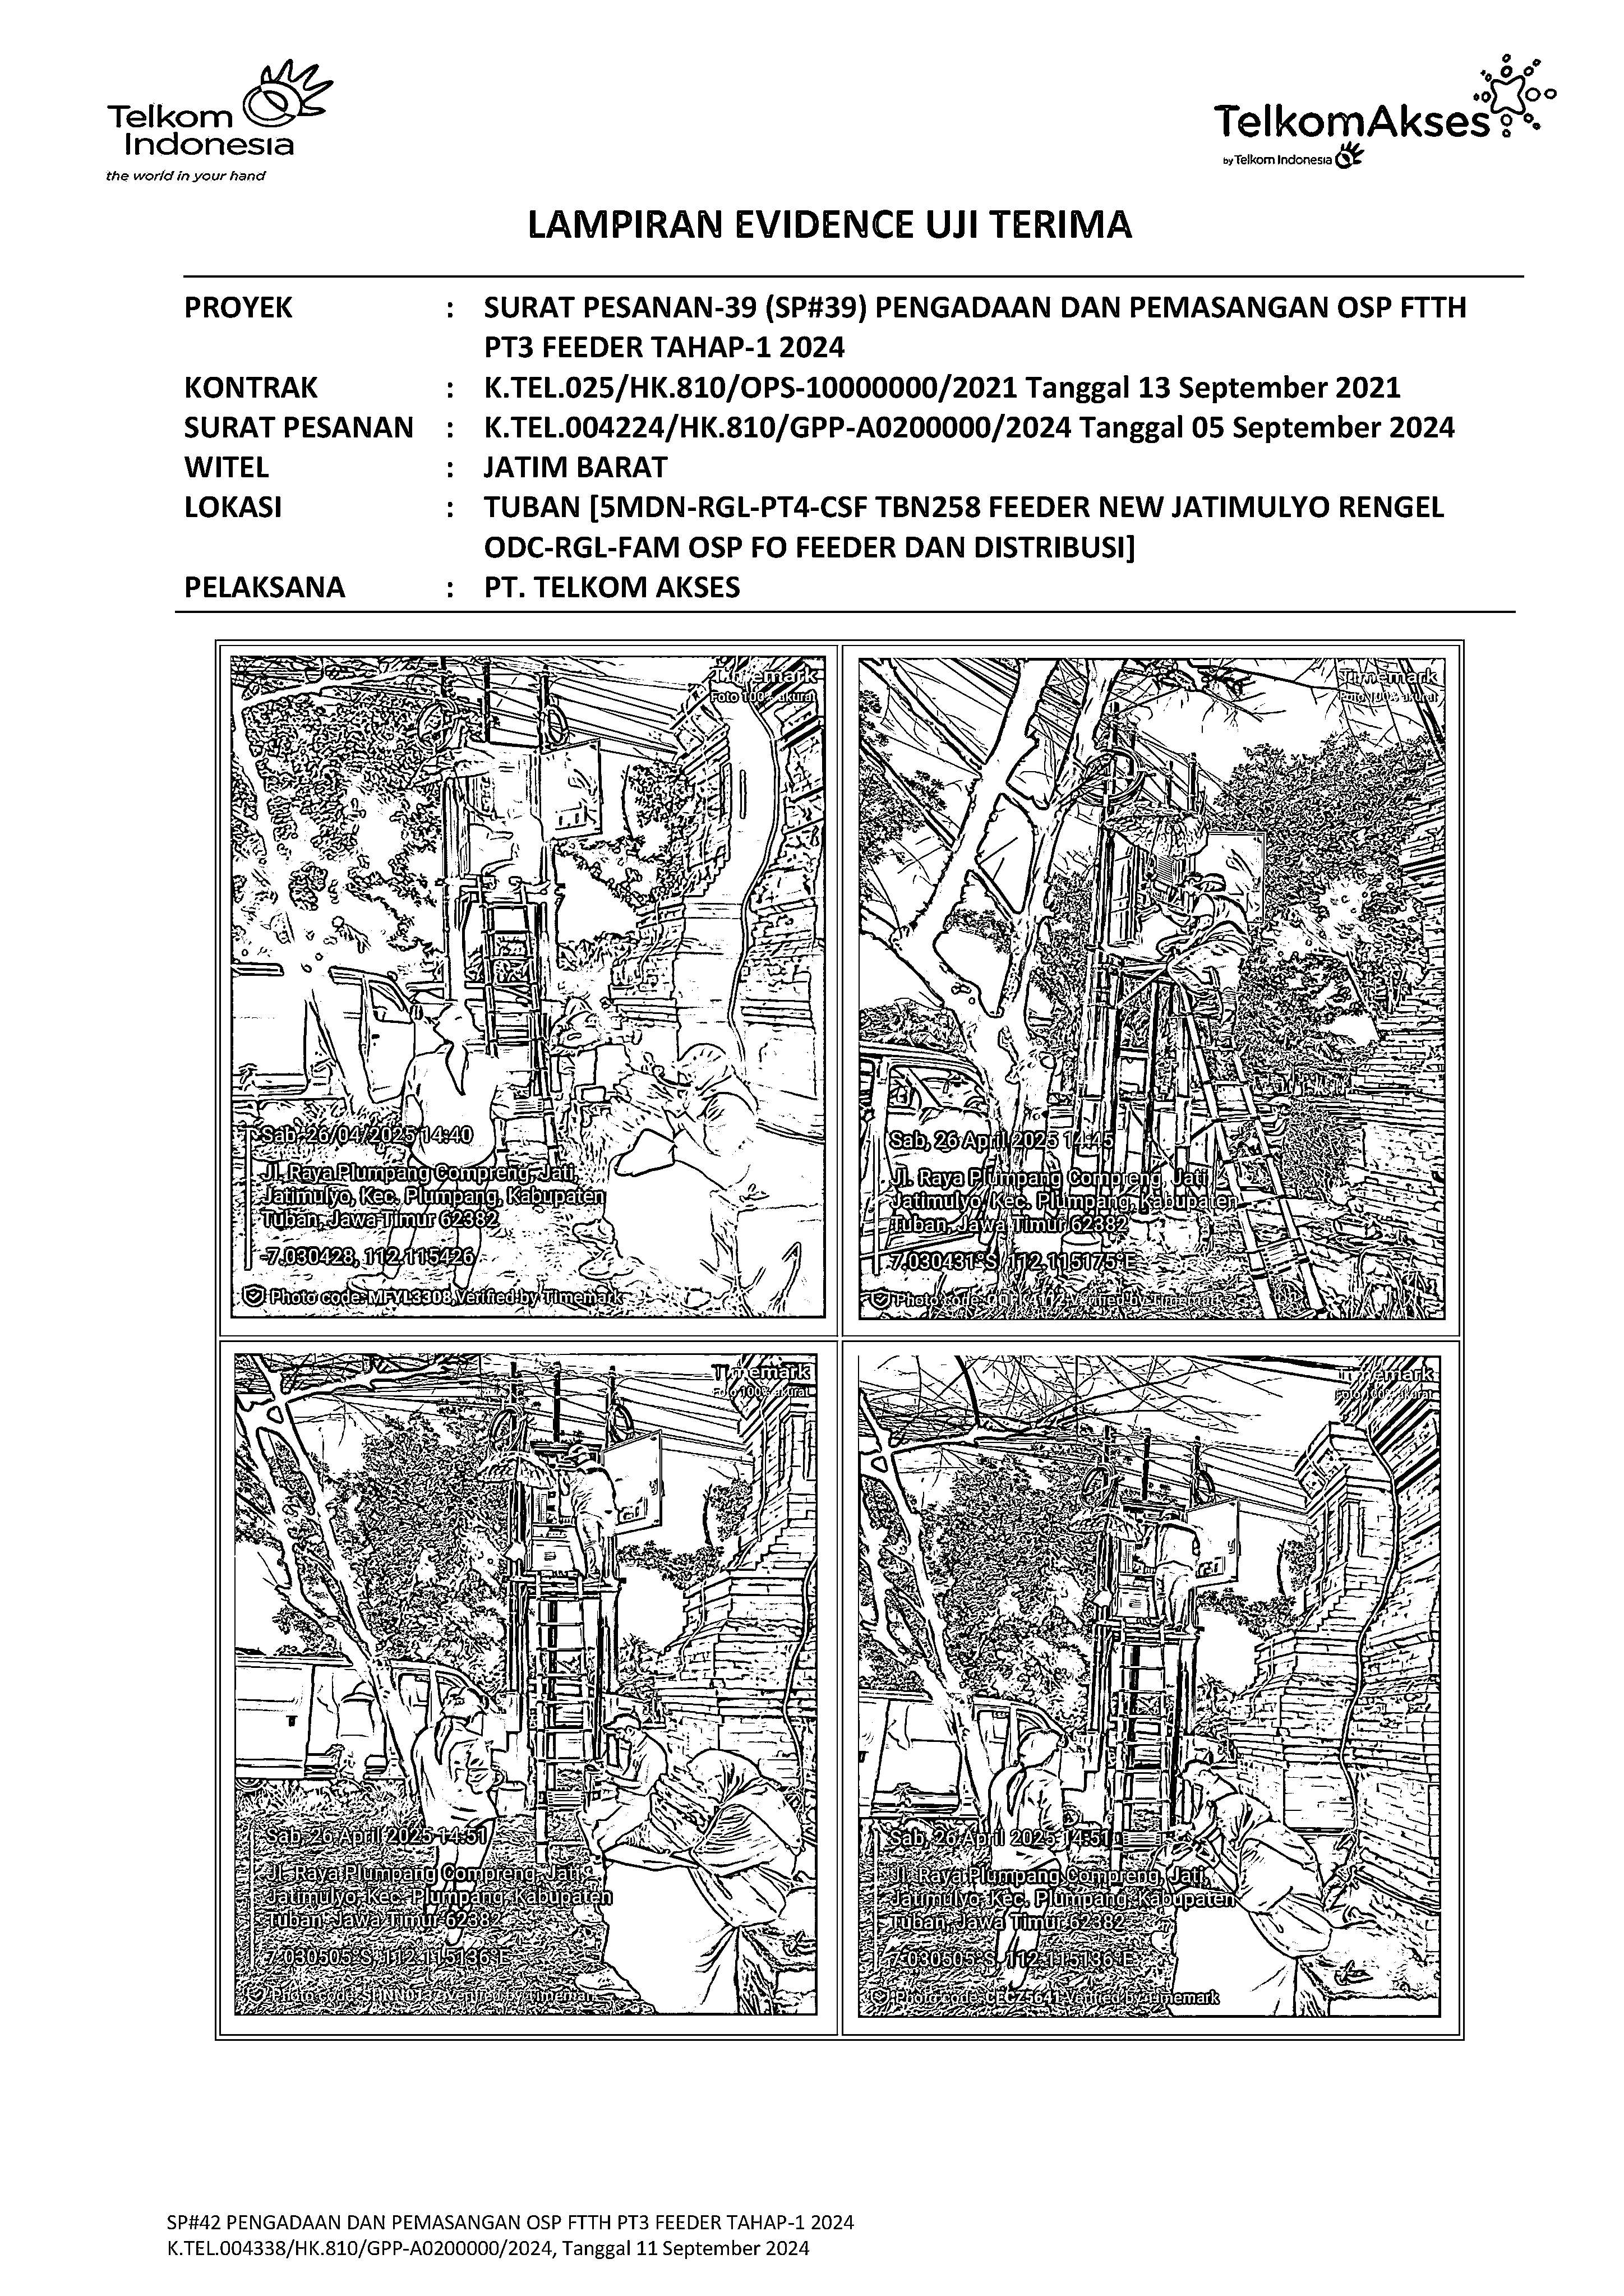 Telkom
Indonesia
the world in your hand
TelkomAkses
by Telkom Indonesia
LAMPIRAN EVIDENCE UJI TERIMA
PROYEK : SURAT PESANAN-39 (SP#39) PENGADAAN DAN PEMASANGAN OSP FTTH
PT3 FEEDER TAHAP-1 2024
KONTRAK : K.TEL.025/HK.810/OPS-10000000/2021 Tanggal 13 September 2021
SURAT PESANAN : K.TEL.004224/HK.810/GPP-A0200000/2024 Tanggal 05 September 2024
WITEL : JATIM BARAT
LOKASI : TUBAN [5MDN-RGL-PT4-CSF TBN258 FEEDER NEW JATIMULYO RENGEL
ODC-RGL-FAM OSP FO FEEDER DAN DISTRIBUSI]
PELAKSANA : PT. TELKOM AKSES
Timemark
Foto 100% akurat
Sab, 26/04/2025 14:40
Jl. Raya Plumpang Compreng, Jati,
Jatimulyo, Kec. Plumpang, Kabupaten
Tuban, Jawa Timur 62382
-7.030428, 112.115426
Photo code: MFYL3308, Verified by Timemark
Timemark
Foto 100% akurat
Sab, 26 April 2025 14:45
Jl. Raya Plumpang Compreng, Jati,
Jatimulyo, Kec. Plumpang, Kabupaten
Tuban, Jawa Timur 62382
7.030431°S, 112.115175°E
Photo code: Verified by Timemark
Timemark
Foto 100% akurat
Sab, 26 April 2025 14:51
Jl. Raya Plumpang Compreng, Jati,
Jatimulyo, Kec. Plumpang, Kabupaten
Tuban, Jawa Timur 62382
7.030505°S, 112.115136°E
Photo code: Verified by Timemark
Timemark
Foto 100% akurat
Sab, 26 April 2025 14:51
Jl. Raya Plumpang Compreng, Jati,
Jatimulyo, Kec. Plumpang, Kabupaten
Tuban, Jawa Timur 62382
7.030505°S, 112.115136°E
Photo code: CECZ5641, Verified by Timemark
SP#42 PENGADAAN DAN PEMASANGAN OSP FTTH PT3 FEEDER TAHAP-1 2024
K.TEL.004338/HK.810/GPP-A0200000/2024, Tanggal 11 September 2024